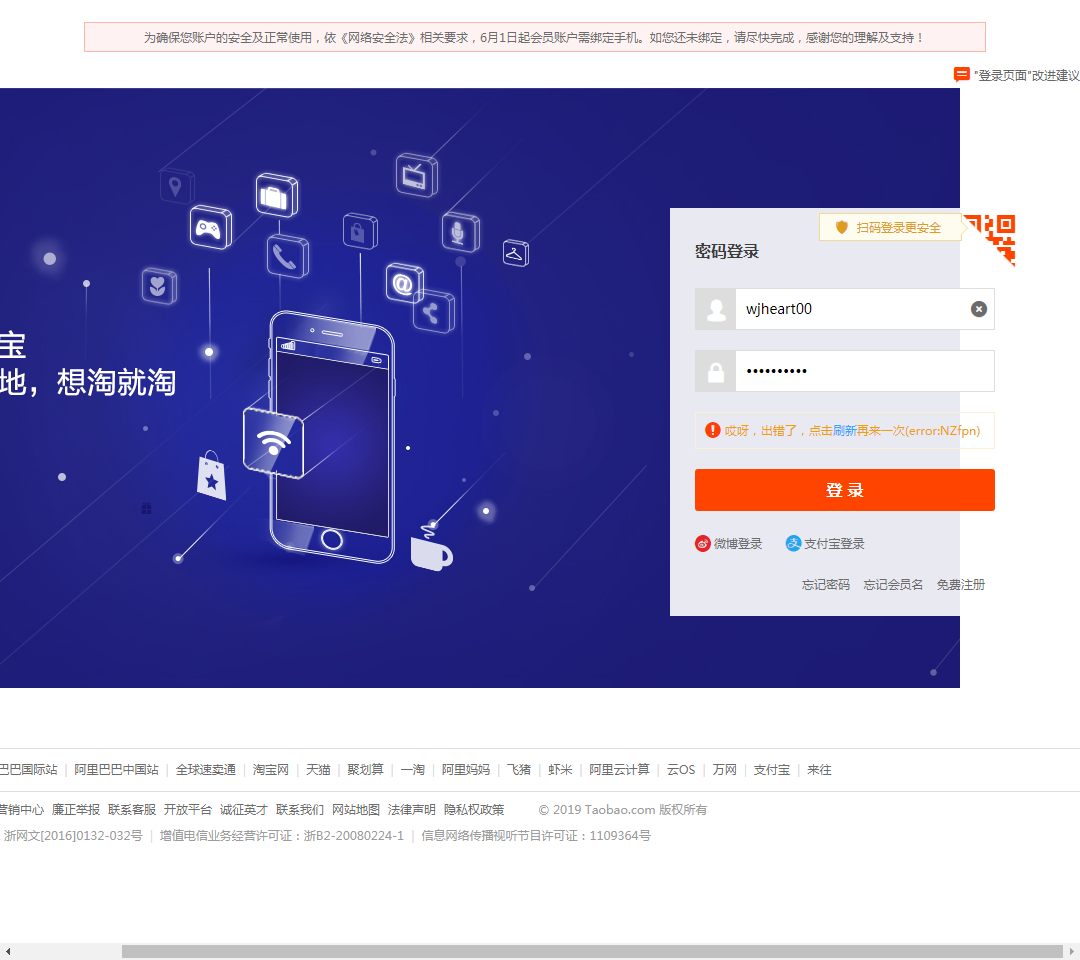 为确保您账户的安全及正常使用，依《网络安全法》相关要求，6月1日起会员账户需绑定手机。如您还未绑定，请尽快完成，感谢您的理解及支持！
"登录页面"改进建议
宝
地，想淘就淘
扫码登录更安全
密码登录
wjheart00
••••••••••
哎呀，出错了，点击刷新再来一次(error:NZfpn)
登 录
微博登录 支付宝登录
忘记密码 忘记会员名 免费注册
巴巴国际站 | 阿里巴巴中国站 | 全球速卖通 | 淘宝网 | 天猫 | 聚划算 | 一淘 | 阿里妈妈 | 飞猪 | 虾米 | 阿里云计算 | 云OS | 万网 | 支付宝 | 来往
营销中心 廉正举报 联系客服 开放平台 诚征英才 联系我们 网站地图 法律声明 隐私权政策 © 2019 Taobao.com 版权所有
浙网文[2016]0132-032号 | 增值电信业务经营许可证：浙B2-20080224-1 | 信息网络传播视听节目许可证：1109364号